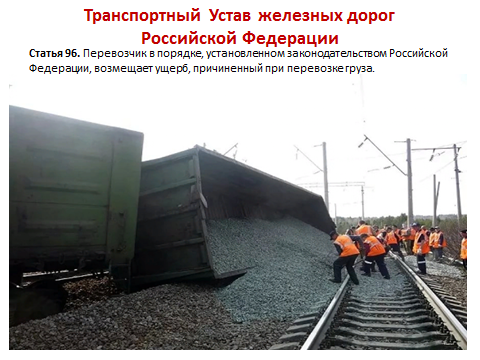 Транспортный Устав железных дорог
Российской Федерации
Статья 96. Перевозчик в порядке, установленном законодательством Российской
Федерации, возмещает ущерб, причиненный при перевозке груза.